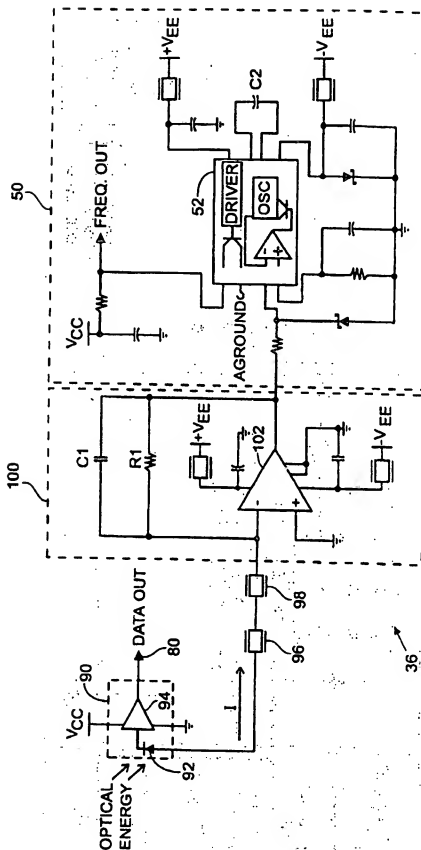 OPTICAL
ENERGY
VCC
90
92
94
DATA OUT
80
I
96
98
36
100
C1
R1
+VEE
102
-VEE
50
VCC
FREQ. OUT
AGROUND
52
DRIVER
OSC
+VEE
C2
-VEE